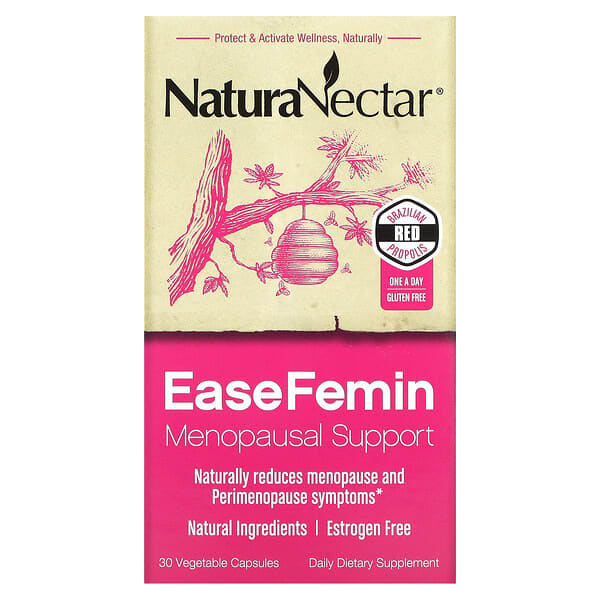 Protect & Activate Wellness, Naturally
NaturaNectar®
BRAZILIAN
RED
PROPOLIS
ONE A DAY
GLUTEN FREE
EaseFemin
Menopausal Support
Naturally reduces menopause and
Perimenopause symptoms*
Natural Ingredients | Estrogen Free
30 Vegetable Capsules Daily Dietary Supplement